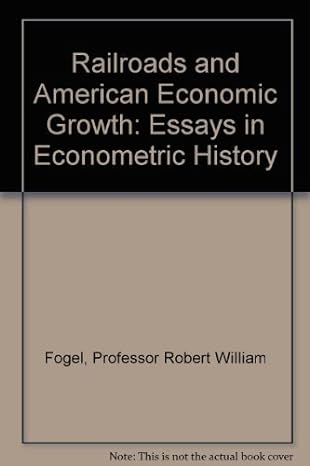 Railroads and
American Economic
Growth: Essays in
Econometric History
Fogel, Professor Robert William
Note: This is not the actual book cover